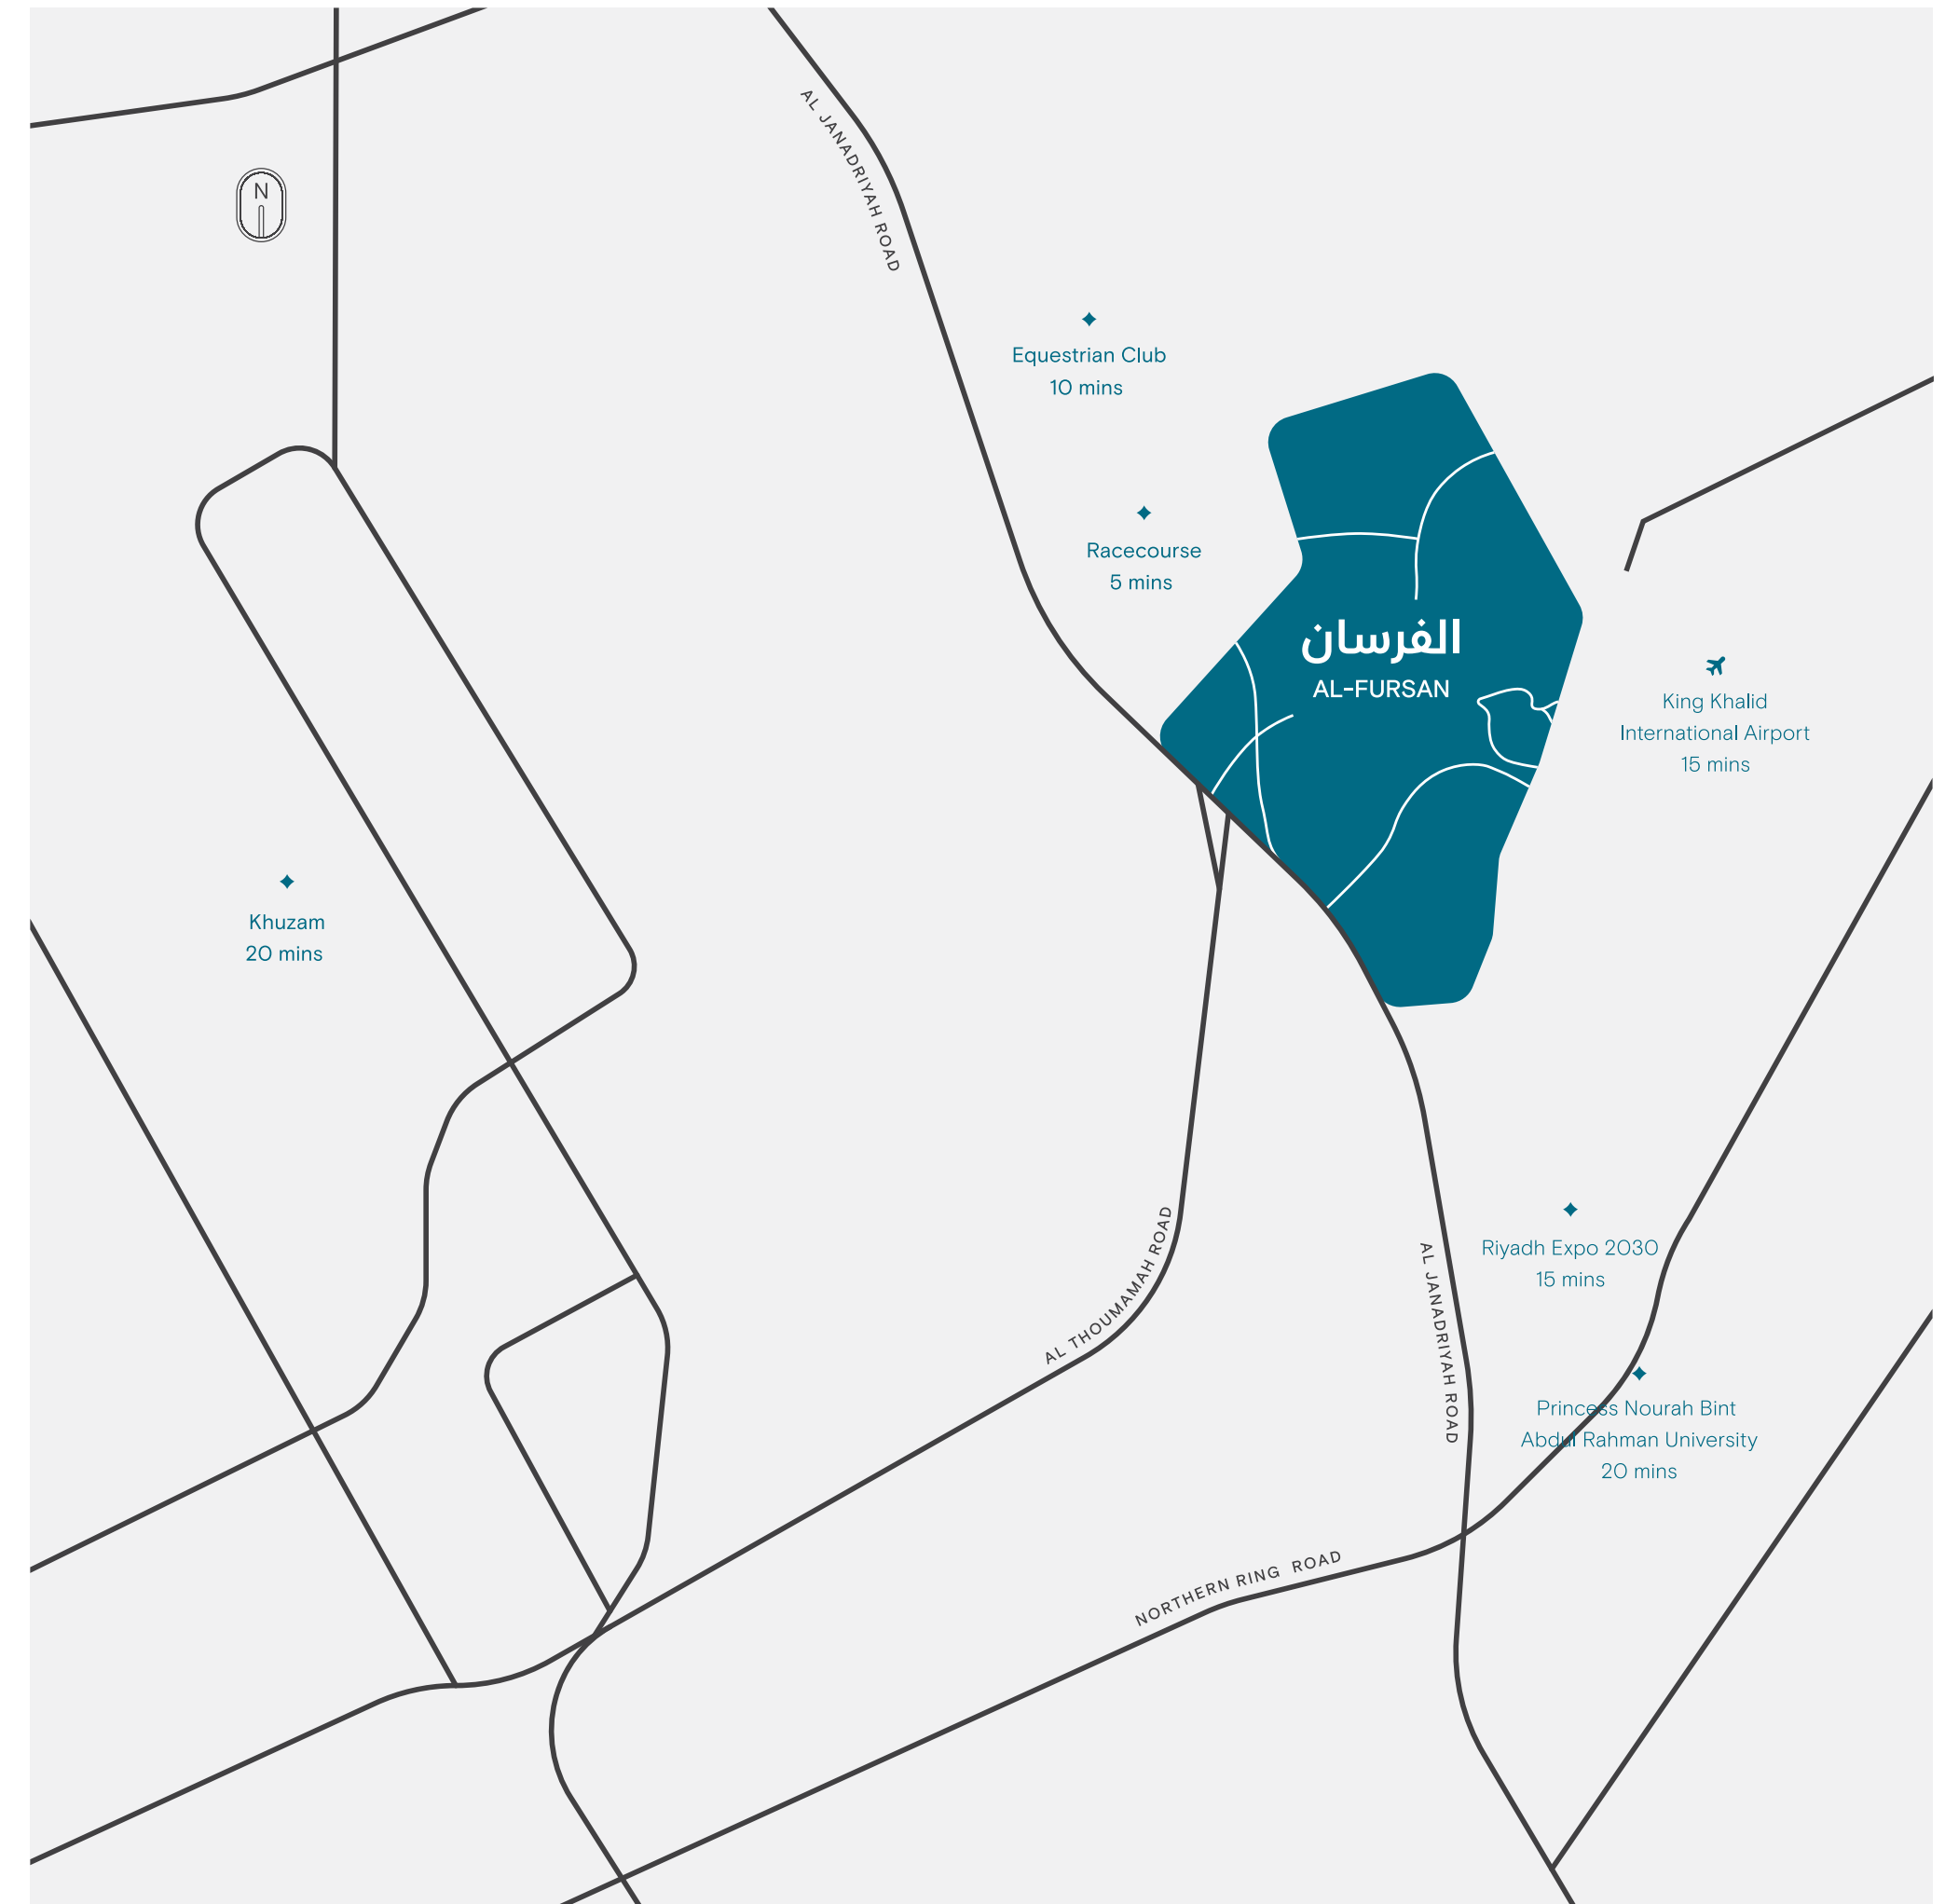 AL JANADRIYAH ROAD
N
Equestrian Club
10 mins
Racecourse
5 mins
الفرسان
AL-FURSAN
King Khalid
International Airport
15 mins
Khuzam
20 mins
AL THOUMAMAH ROAD
AL JANADRIYAH ROAD
Riyadh Expo 2030
15 mins
Princess Nourah Bint
Abdul Rahman University
20 mins
NORTHERN RING ROAD